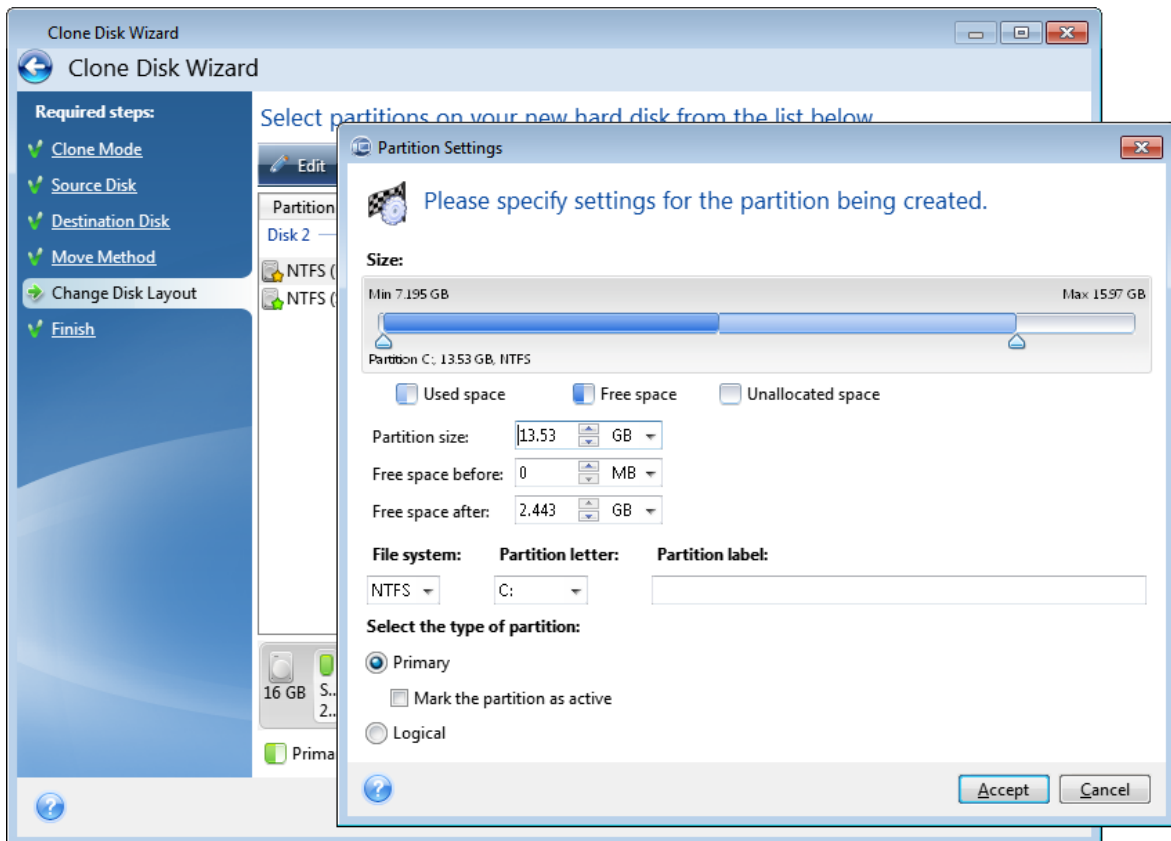 Clone Disk Wizard
Clone Disk Wizard
Required steps:
Clone Mode
Source Disk
Destination Disk
Move Method
Change Disk Layout
Finish
Select partitions on your new hard disk from the list below
Edit
Partition
Disk 2
NTFS (
NTFS (
16 GB
S..
2..
Prima
Partition Settings
Please specify settings for the partition being created.
Size:
Min 7.195 GB Max 15.97 GB
Partition C:, 13.53 GB, NTFS
Used space Free space Unallocated space
Partition size: 13.53 GB
Free space before: 0 MB
Free space after: 2.443 GB
File system: Partition letter: Partition label:
NTFS C:
Select the type of partition:
Primary
Mark the partition as active
Logical
Accept Cancel